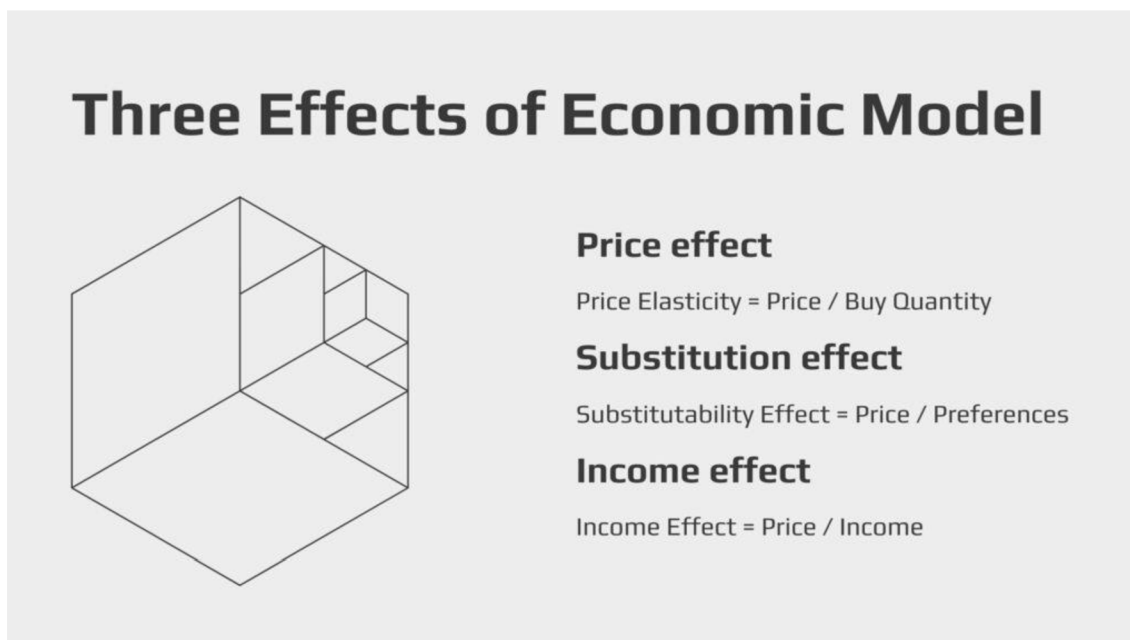 Three Effects of Economic Model
Price effect
Price Elasticity = Price / Buy Quantity
Substitution effect
Substitutability Effect = Price / Preferences
Income effect
Income Effect = Price / Income